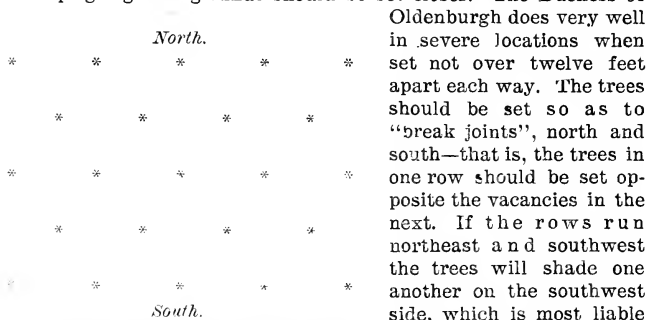 North.
* * * * *
* * * *
* * * * *
* * * *
* * * * *
South.
Oldenburgh does very well
in severe locations when
set not over twelve feet
apart each way. The trees
should be set so as to
"break joints", north and
south—that is, the trees in
one row should be set op-
posite the vacancies in the
next. If the rows run
northeast and southwest
the trees will shade one
another on the southwest
side, which is most liable